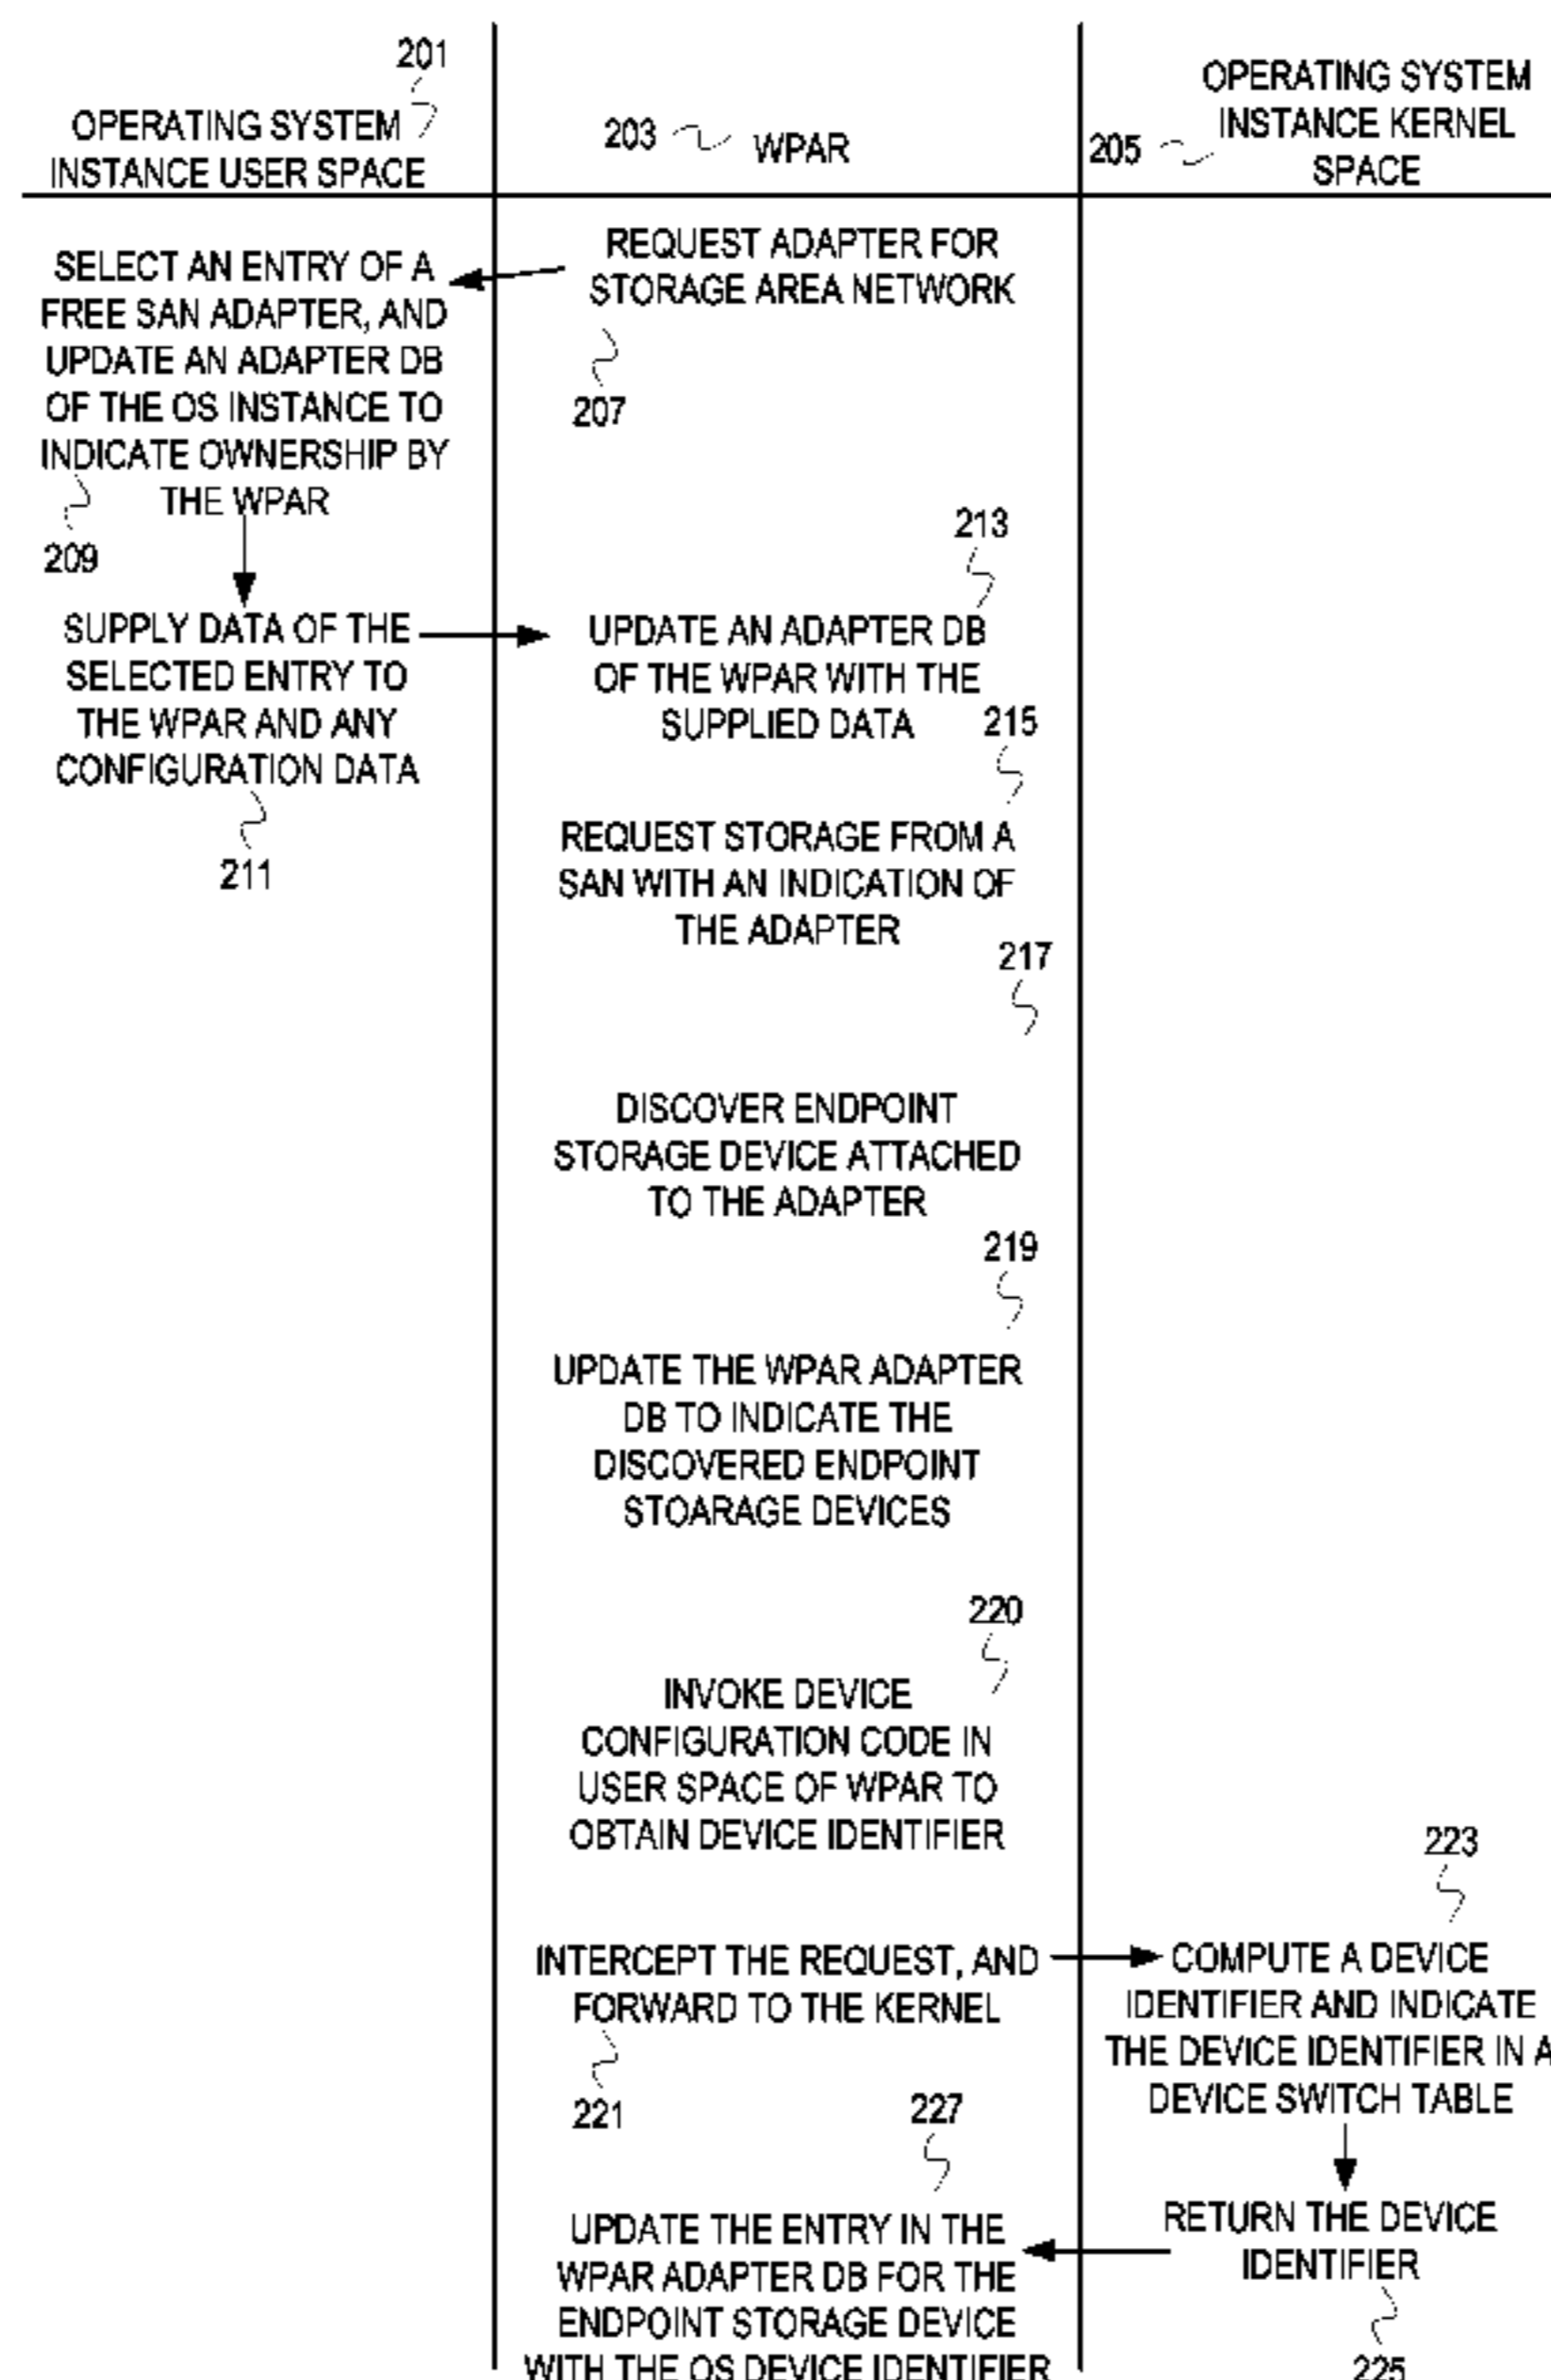 201
OPERATING SYSTEM
INSTANCE USER SPACE
203
WPAR
OPERATING SYSTEM
INSTANCE KERNEL
SPACE
205
REQUEST ADAPTER FOR
STORAGE AREA NETWORK
207
SELECT AN ENTRY OF A
FREE SAN ADAPTER, AND
UPDATE AN ADAPTER DB
OF THE OS INSTANCE TO
INDICATE OWNERSHIP BY
THE WPAR
209
SUPPLY DATA OF THE
SELECTED ENTRY TO
THE WPAR AND ANY
CONFIGURATION DATA
211
213
UPDATE AN ADAPTER DB
OF THE WPAR WITH THE
SUPPLIED DATA
215
REQUEST STORAGE FROM A
SAN WITH AN INDICATION OF
THE ADAPTER
217
DISCOVER ENDPOINT
STORAGE DEVICE ATTACHED
TO THE ADAPTER
219
UPDATE THE WPAR ADAPTER
DB TO INDICATE THE
DISCOVERED ENDPOINT
STOARAGE DEVICES
220
INVOKE DEVICE
CONFIGURATION CODE IN
USER SPACE OF WPAR TO
OBTAIN DEVICE IDENTIFIER
INTERCEPT THE REQUEST, AND
FORWARD TO THE KERNEL
221
223
COMPUTE A DEVICE
IDENTIFIER AND INDICATE
THE DEVICE IDENTIFIER IN A
DEVICE SWITCH TABLE
RETURN THE DEVICE
IDENTIFIER
225
227
UPDATE THE ENTRY IN THE
WPAR ADAPTER DB FOR THE
ENDPOINT STORAGE DEVICE
WITH THE OS DEVICE IDENTIFIER